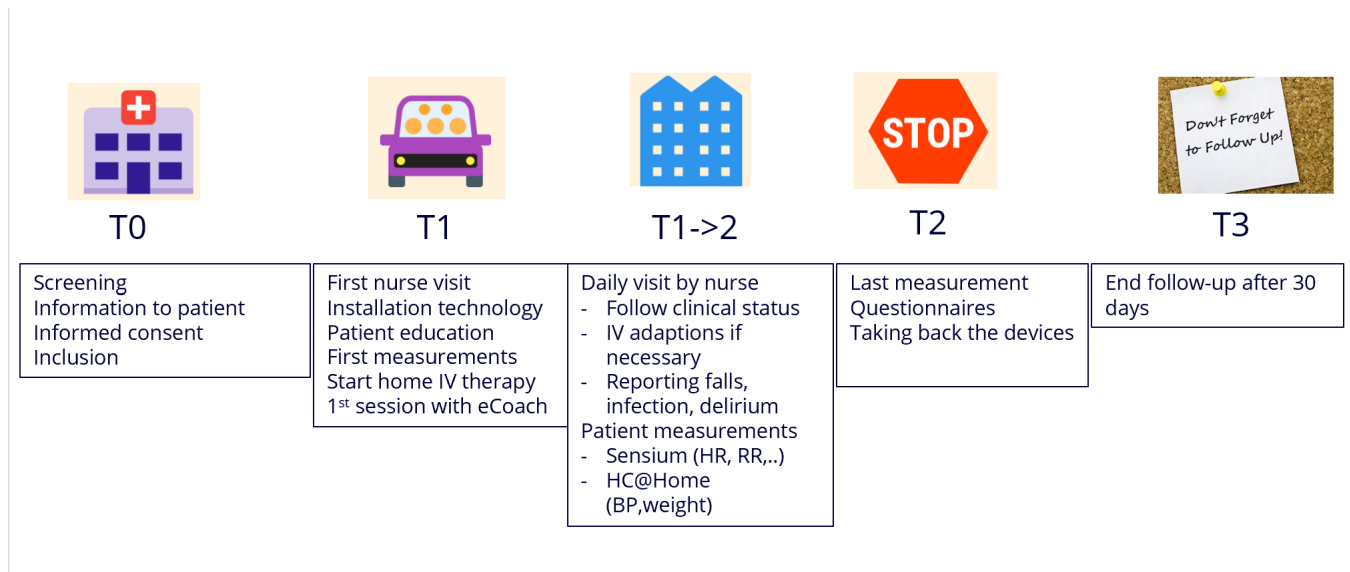 STOP
Don't Forget
to Follow Up!
T0
T1
T1->2
T2
T3
Screening
Information to patient
Informed consent
Inclusion
First nurse visit
Installation technology
Patient education
First measurements
Start home IV therapy
1st session with eCoach
Daily visit by nurse
- Follow clinical status
- IV adaptions if
necessary
- Reporting falls,
infection, delirium
Patient measurements
- Sensium (HR, RR,..)
- HC@Home
(BP,weight)
Last measurement
Questionnaires
Taking back the devices
End follow-up after 30
days